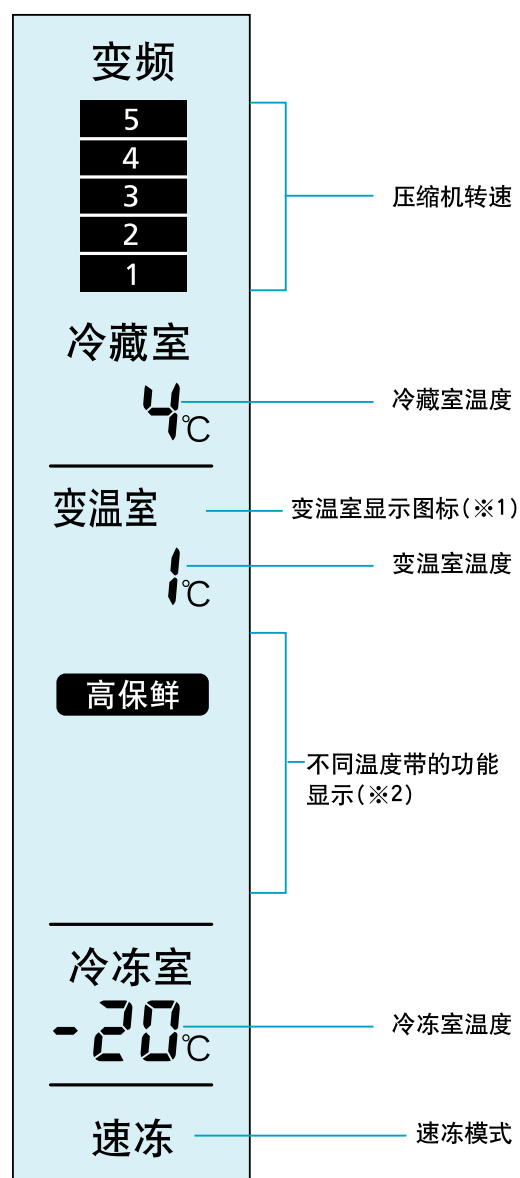 变频
5
4
3
2
1
压缩机转速
冷藏室
4℃
冷藏室温度
变温室
变温室显示图标(※1)
1℃
变温室温度
高保鲜
不同温度带的功能
显示(※2)
冷冻室
-20℃
冷冻室温度
速冻
速冻模式